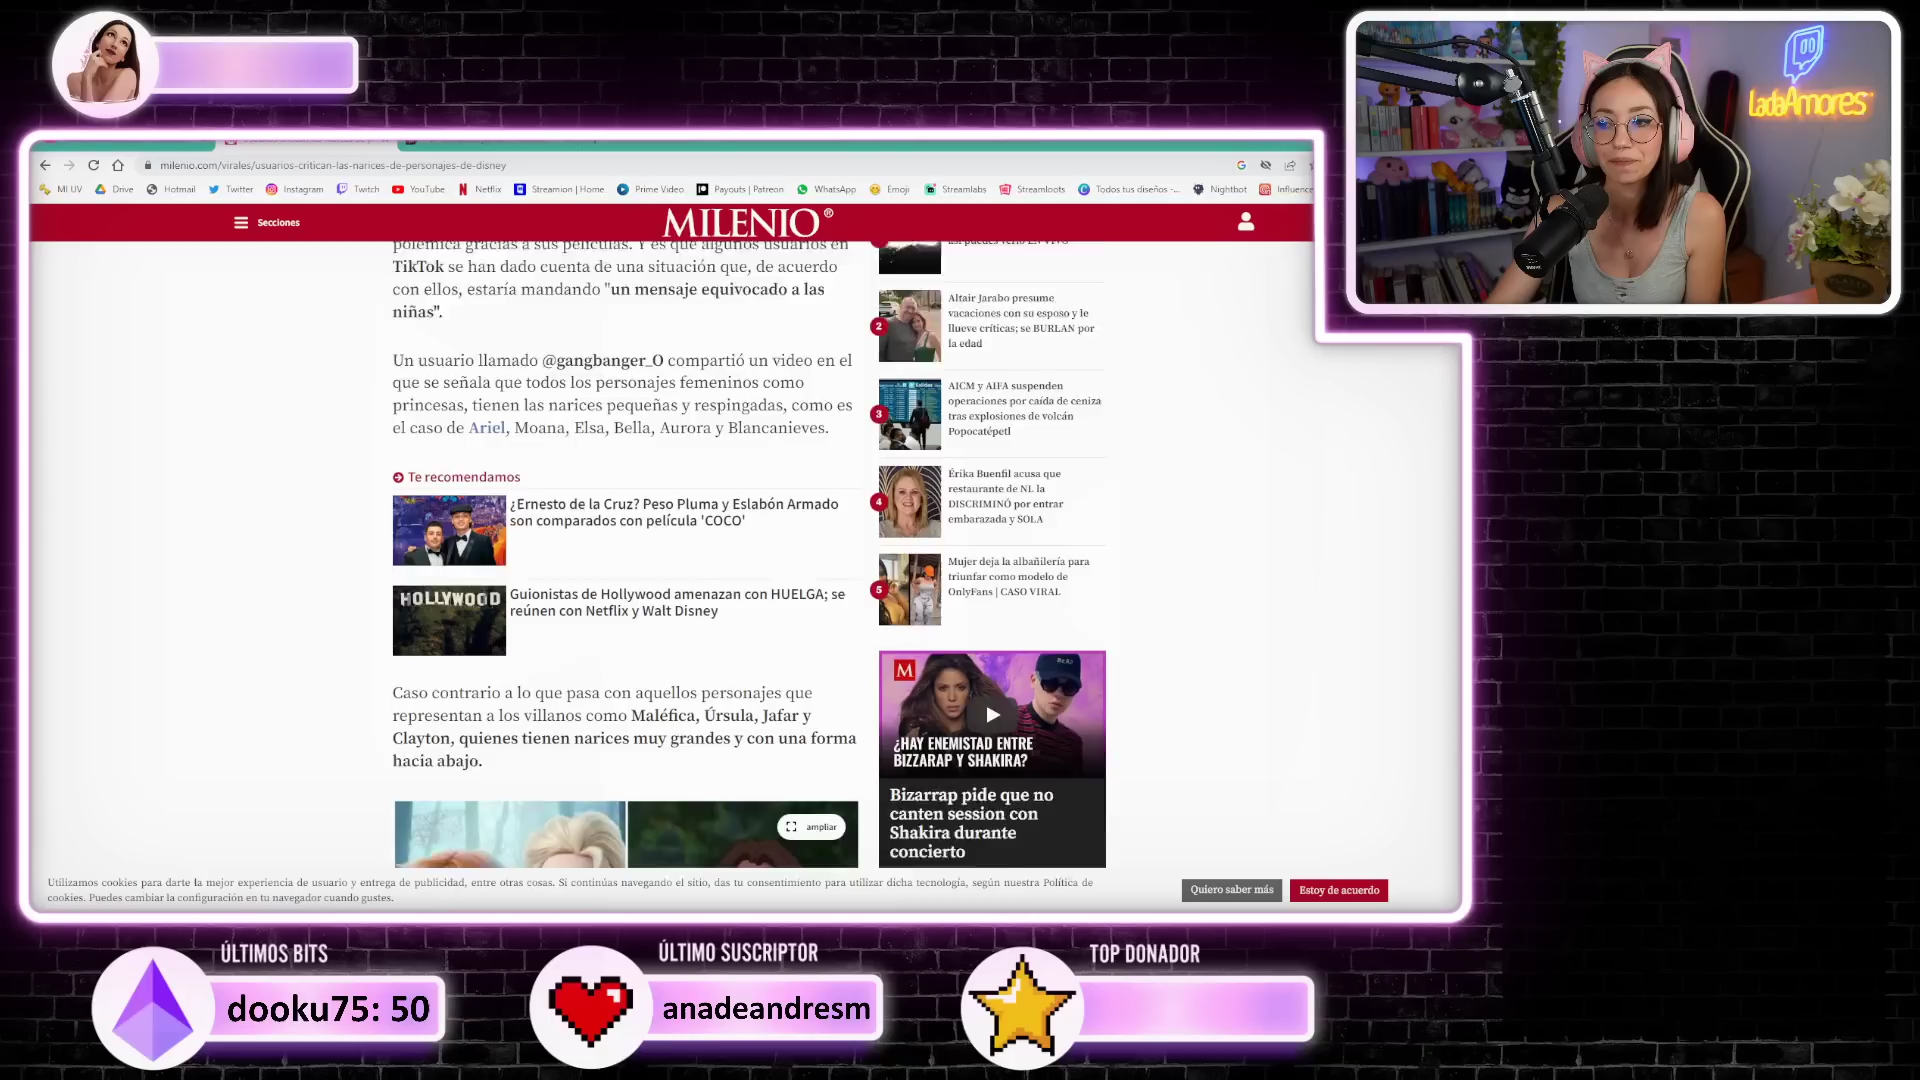 LadaAmores
milenio.com/virales/usuarios-critican-las-narices-de-personajes-de-disney
MI UV Drive Hotmail Twitter Instagram Twitch YouTube Netflix Streamion | Home Prime Video Payouts | Patreon WhatsApp Emoji Streamlabs Streamloots Todos tus diseños -... Nightbot Influence
Secciones
MILENIO®
polémica gracias a sus películas. Y es que algunos usuarios en
TikTok se han dado cuenta de una situación que, de acuerdo
con ellos, estaría mandando "un mensaje equivocado a las
niñas".
Un usuario llamado @gangbanger_O compartió un video en el
que se señala que todos los personajes femeninos como
princesas, tienen las narices pequeñas y respingadas, como es
el caso de Ariel, Moana, Elsa, Bella, Aurora y Blancanieves.
Te recomendamos
¿Ernesto de la Cruz? Peso Pluma y Eslabón Armado
son comparados con película 'COCO'
HOLLYWOOD
Guionistas de Hollywood amenazan con HUELGA; se
reúnen con Netflix y Walt Disney
Caso contrario a lo que pasa con aquellos personajes que
representan a los villanos como Maléfica, Úrsula, Jafar y
Clayton, quienes tienen narices muy grandes y con una forma
hacia abajo.
ampliar
2
Altair Jarabo presume
vacaciones con su esposo y le
llueve críticas; se BURLAN por
la edad
3
AICM y AIFA suspenden
operaciones por caída de ceniza
tras explosiones de volcán
Popocatépetl
4
Érika Buenfil acusa que
restaurante de NL la
DISCRIMINÓ por entrar
embarazada y SOLA
5
Mujer deja la albañilería para
triunfar como modelo de
OnlyFans | CASO VIRAL
M
¿HAY ENEMISTAD ENTRE
BIZZARAP Y SHAKIRA?
Bizarrap pide que no
canten session con
Shakira durante
concierto
Utilizamos cookies para darte la mejor experiencia de usuario y entrega de publicidad, entre otras cosas. Si continúas navegando el sitio, das tu consentimiento para utilizar dicha tecnología, según nuestra Política de
cookies. Puedes cambiar la configuración en tu navegador cuando gustes.
Quiero saber más
Estoy de acuerdo
ÚLTIMOS BITS
dooku75: 50
ÚLTIMO SUSCRIPTOR
anadeandresm
TOP DONADOR